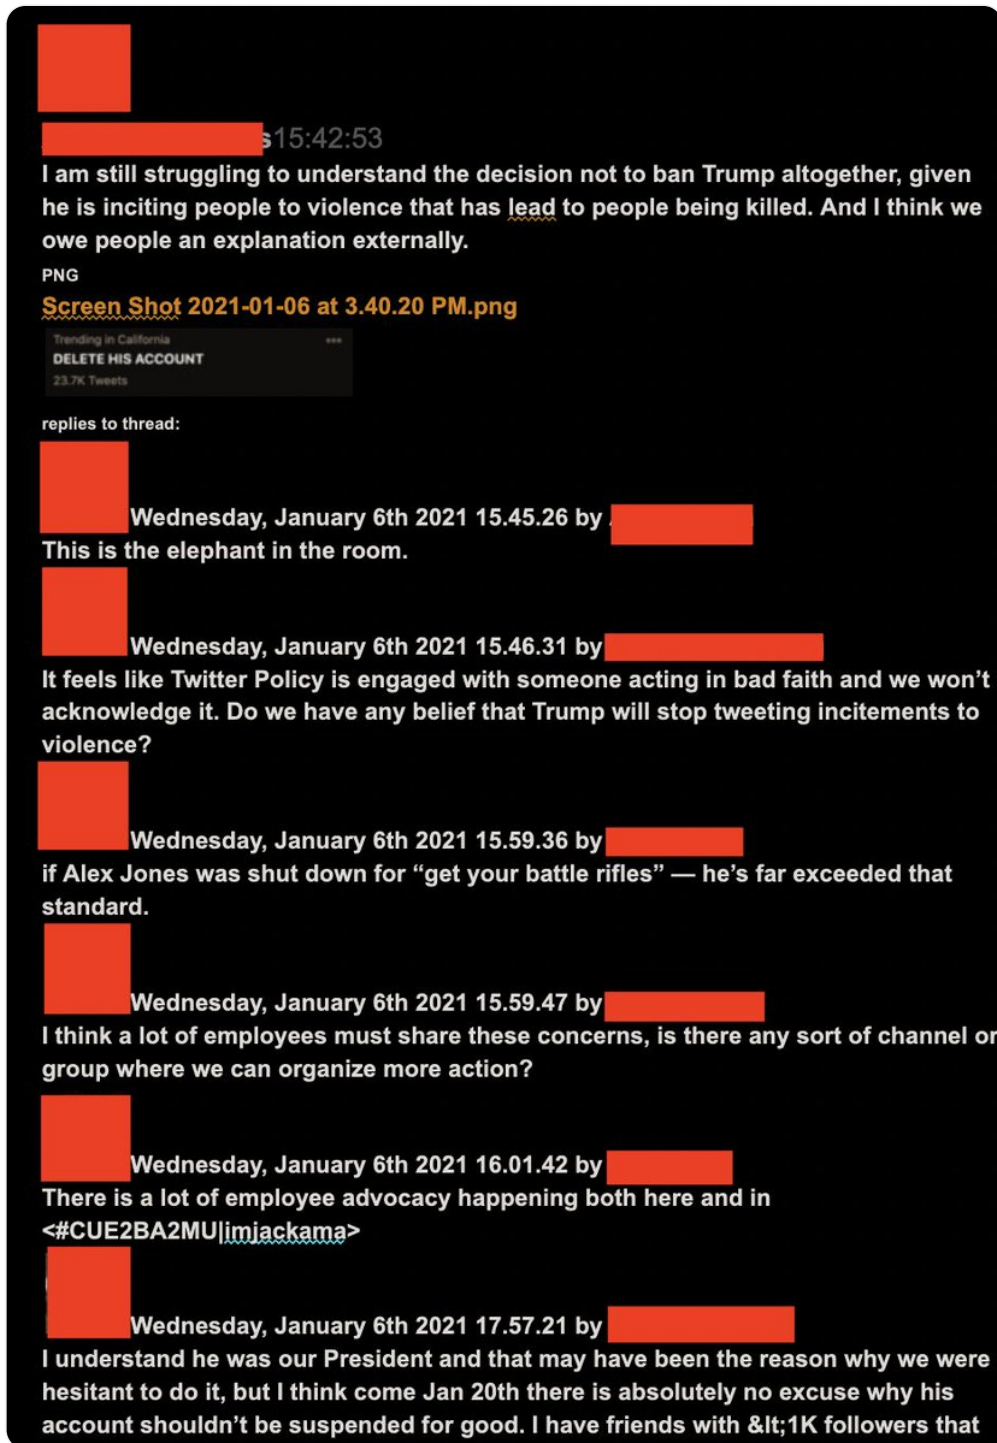 s15:42:53
I am still struggling to understand the decision not to ban Trump altogether, given
he is inciting people to violence that has lead to people being killed. And I think we
owe people an explanation externally.
PNG
Screen Shot 2021-01-06 at 3.40.20 PM.png
Trending in California
DELETE HIS ACCOUNT
23.7K Tweets
replies to thread:
Wednesday, January 6th 2021 15.45.26 by
This is the elephant in the room.
Wednesday, January 6th 2021 15.46.31 by
It feels like Twitter Policy is engaged with someone acting in bad faith and we won’t
acknowledge it. Do we have any belief that Trump will stop tweeting incitements to
violence?
Wednesday, January 6th 2021 15.59.36 by
if Alex Jones was shut down for “get your battle rifles” — he’s far exceeded that
standard.
Wednesday, January 6th 2021 15.59.47 by
I think a lot of employees must share these concerns, is there any sort of channel or
group where we can organize more action?
Wednesday, January 6th 2021 16.01.42 by
There is a lot of employee advocacy happening both here and in
<#CUE2BA2MU|imjackama>
Wednesday, January 6th 2021 17.57.21 by
I understand he was our President and that may have been the reason why we were
hesitant to do it, but I think come Jan 20th there is absolutely no excuse why his
account shouldn’t be suspended for good. I have friends with &lt;1K followers that